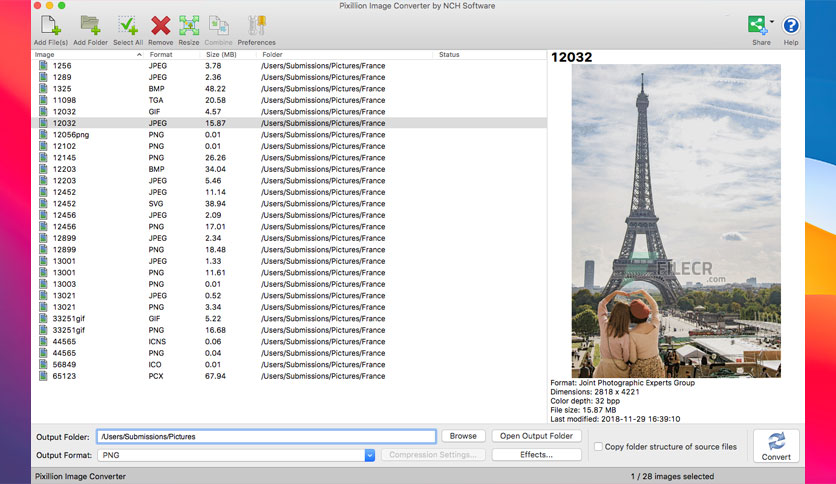 Pixillion Image Converter by NCH Software
Add File(s) Add Folder Select All Remove Resize Combine Preferences Share Help
Image Format Size (MB) Folder Status
1256 JPEG 3.78 /Users/Submissions/Pictures/France
1289 JPEG 2.36 /Users/Submissions/Pictures/France
1325 BMP 48.22 /Users/Submissions/Pictures/France
11098 TGA 20.58 /Users/Submissions/Pictures/France
12032 GIF 4.57 /Users/Submissions/Pictures/France
12032 JPEG 15.87 /Users/Submissions/Pictures/France
12056png PNG 0.01 /Users/Submissions/Pictures/France
12102 PNG 0.01 /Users/Submissions/Pictures/France
12145 PNG 26.26 /Users/Submissions/Pictures/France
12203 BMP 34.04 /Users/Submissions/Pictures/France
12203 JPEG 5.46 /Users/Submissions/Pictures/France
12452 JPEG 11.14 /Users/Submissions/Pictures/France
12452 SVG 38.94 /Users/Submissions/Pictures/France
12456 JPEG 2.09 /Users/Submissions/Pictures/France
12456 PNG 17.01 /Users/Submissions/Pictures/France
12899 JPEG 2.34 /Users/Submissions/Pictures/France
12899 PNG 18.48 /Users/Submissions/Pictures/France
13001 JPEG 1.33 /Users/Submissions/Pictures/France
13001 PNG 11.61 /Users/Submissions/Pictures/France
13003 PNG 0.01 /Users/Submissions/Pictures/France
13021 JPEG 0.52 /Users/Submissions/Pictures/France
13021 PNG 3.34 /Users/Submissions/Pictures/France
33251gif GIF 5.22 /Users/Submissions/Pictures/France
33251gif PNG 16.68 /Users/Submissions/Pictures/France
44565 ICNS 0.06 /Users/Submissions/Pictures/France
44565 PNG 0.04 /Users/Submissions/Pictures/France
56849 ICO 0.01 /Users/Submissions/Pictures/France
65123 PCX 67.94 /Users/Submissions/Pictures/France
12032
FILECR
.com
Format: Joint Photographic Experts Group
Dimensions: 2818 x 4221
Color depth: 32 bpp
File size: 15.87 MB
Last modified: 2018-11-29 16:39:10
Output Folder: /Users/Submissions/Pictures Browse Open Output Folder Copy folder structure of source files
Output Format: PNG Compression Settings... Effects... Convert
Pixillion Image Converter 1 / 28 images selected